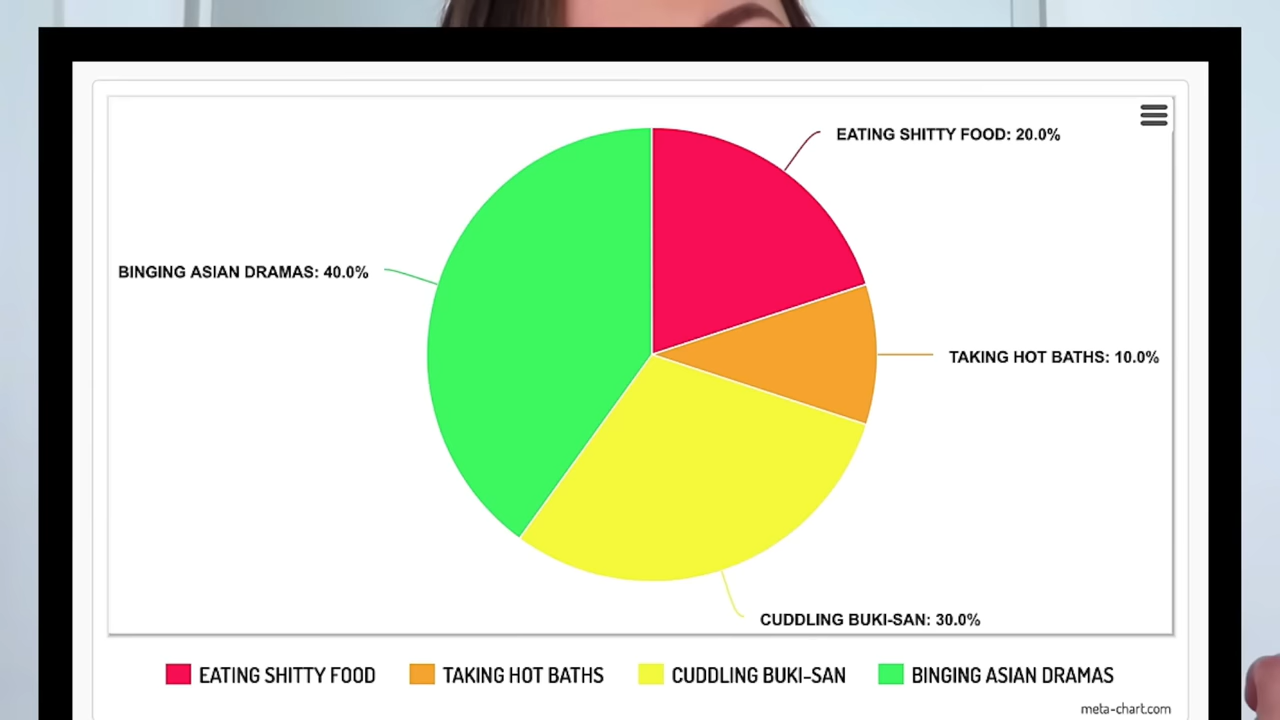 EATING SHITTY FOOD: 20.0%
BINGING ASIAN DRAMAS: 40.0%
TAKING HOT BATHS: 10.0%
CUDDLING BUKI-SAN: 30.0%
EATING SHITTY FOOD TAKING HOT BATHS CUDDLING BUKI-SAN BINGING ASIAN DRAMAS
meta-chart.com